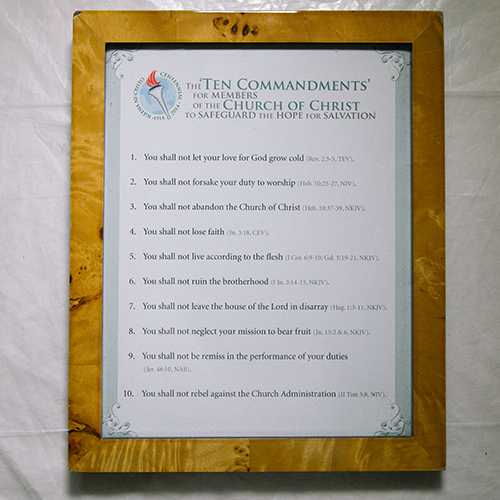 THE 'TEN COMMANDMENTS'
FOR MEMBERS
OF THE CHURCH OF CHRIST
TO SAFEGUARD THE HOPE FOR SALVATION
CENTENNIAL
IGLESIA NI CRISTO
1. You shall not let your love for God grow cold (Rev. 2:3-5, TEV).
2. You shall not forsake your duty to worship (Heb. 10:25-27, NIV).
3. You shall not abandon the Church of Christ (Heb. 10:37-39, NKJV).
4. You shall not lose faith (Jn. 3:18, CEV).
5. You shall not live according to the flesh (I Cor. 6:9-10; Gal. 5:19-21, NKJV).
6. You shall not ruin the brotherhood (I Jn. 3:14-15, NKJV).
7. You shall not leave the house of the Lord in disarray (Hag. 1:3-11, NKJV).
8. You shall not neglect your mission to bear fruit (Jn. 15:2 & 6, NKJV).
9. You shall not be remiss in the performance of your duties
(Jer. 48:10, NAB).
10. You shall not rebel against the Church Administration (II Tim 3:8, NIV).